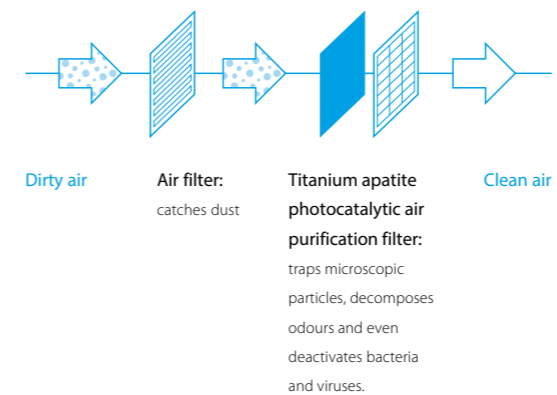 Dirty air
Air filter:
catches dust
Titanium apatite
photocatalytic air
purification filter:
traps microscopic
particles, decomposes
odours and even
deactivates bacteria
and viruses.
Clean air